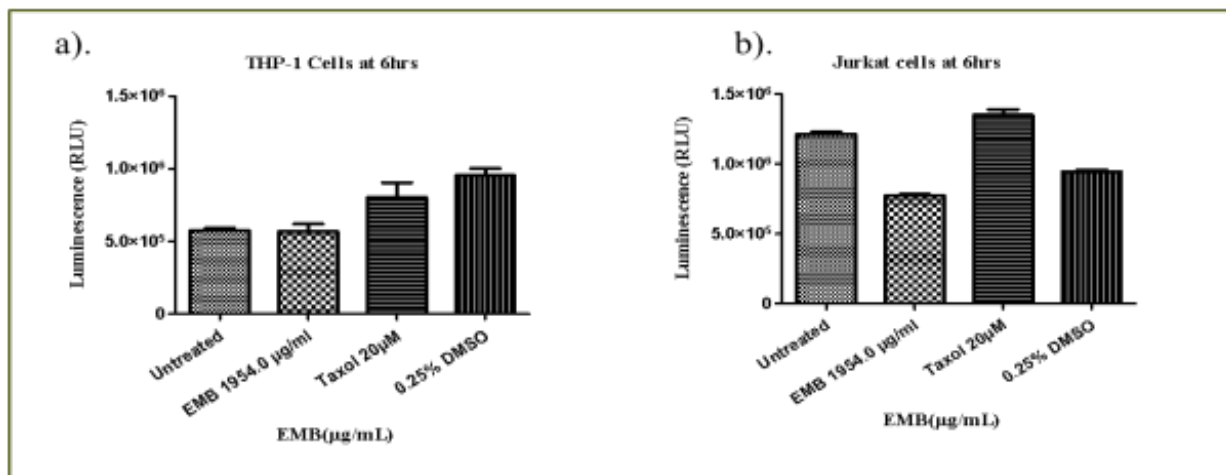 a).
THP-1 Cells at 6hrs
Luminescence (RLU)
1.5×10⁶
1.0×10⁶
5.0×10⁵
0
Untreated
EMB 1954.0 µg/ml
Taxol 20µM
0.25% DMSO
EMB(µg/mL)
b).
Jurkat cells at 6hrs
Luminescence (RLU)
1.5×10⁶
1.0×10⁶
5.0×10⁵
0
Untreated
EMB 1954.0 µg/ml
Taxol 20µM
0.25% DMSO
EMB(µg/mL)